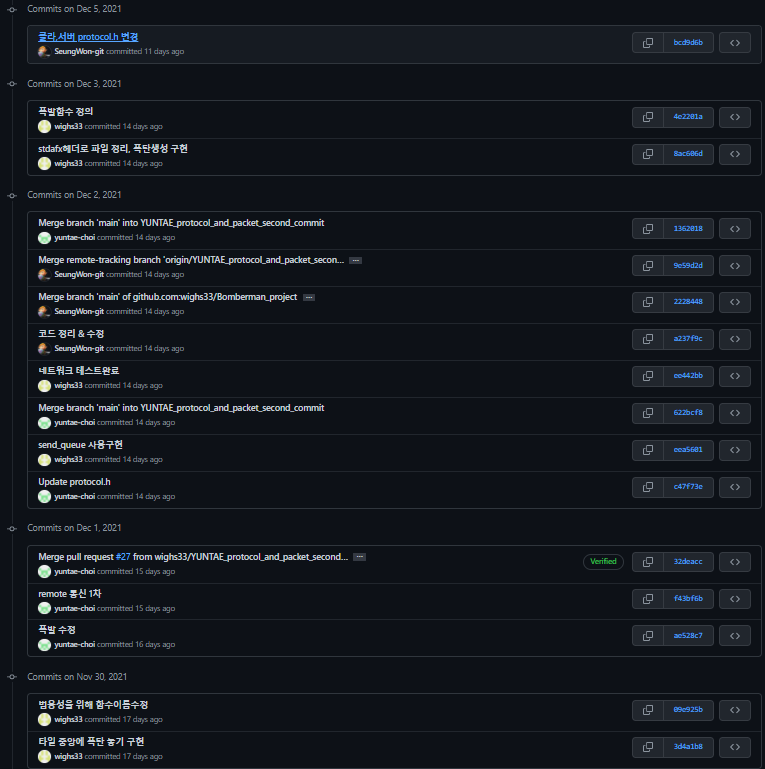 Commits on Dec 5, 2021
클라,서버 protocol.h 변경
SeungWon-git committed 11 days ago
bcd9d6b
Commits on Dec 3, 2021
폭발함수 정의
wighs33 committed 14 days ago
4e2201a
stdafx헤더로 파일 정리, 폭탄생성 구현
wighs33 committed 14 days ago
8ac606d
Commits on Dec 2, 2021
Merge branch 'main' into YUNTAE_protocol_and_packet_second_commit
yuntae-choi committed 14 days ago
1362018
Merge remote-tracking branch 'origin/YUNTAE_protocol_and_packet_secon… …
SeungWon-git committed 14 days ago
9e59d2d
Merge branch 'main' of github.com:wighs33/Bomberman_project …
SeungWon-git committed 14 days ago
2228448
코드 정리 & 수정
SeungWon-git committed 14 days ago
a237f9c
네트워크 테스트완료
wighs33 committed 14 days ago
ee442bb
Merge branch 'main' into YUNTAE_protocol_and_packet_second_commit
yuntae-choi committed 14 days ago
622bcf8
send_queue 사용구현
wighs33 committed 14 days ago
eea5601
Update protocol.h
yuntae-choi committed 14 days ago
c47f73e
Commits on Dec 1, 2021
Merge pull request #27 from wighs33/YUNTAE_protocol_and_packet_second… …
yuntae-choi committed 15 days ago
Verified
32deacc
remote 통신 1차
yuntae-choi committed 15 days ago
f43bf6b
폭발 수정
yuntae-choi committed 16 days ago
ae528c7
Commits on Nov 30, 2021
범용성을 위해 함수이름수정
wighs33 committed 17 days ago
09e925b
타일 중앙에 폭탄 놓기 구현
wighs33 committed 17 days ago
3d4a1b8